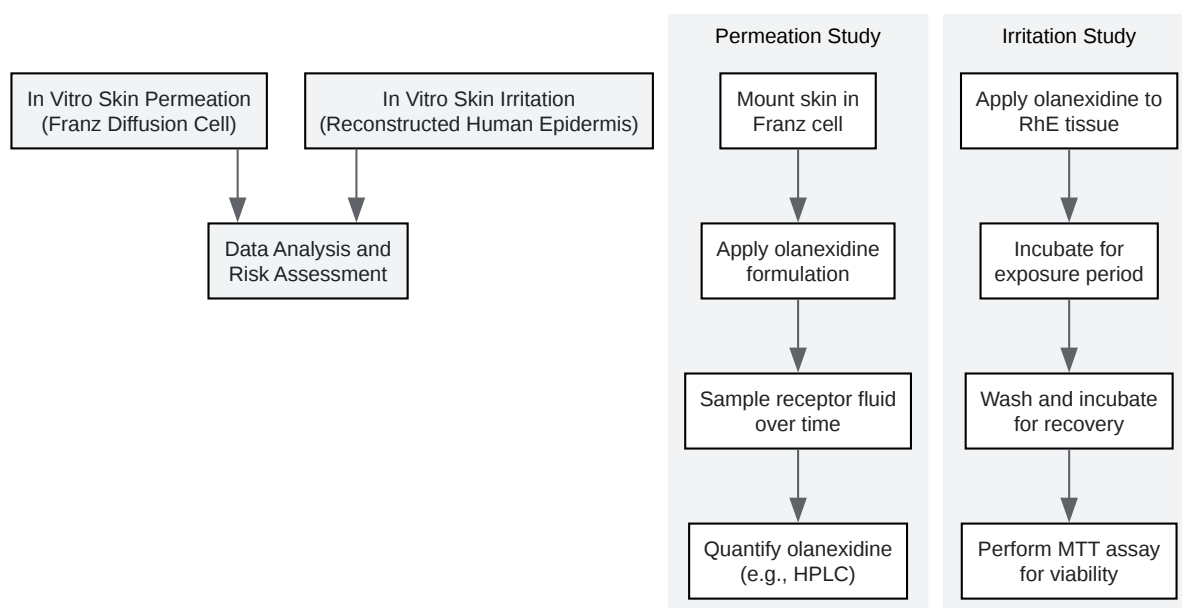 In Vitro Skin Permeation
(Franz Diffusion Cell)
In Vitro Skin Irritation
(Reconstructed Human Epidermis)
Data Analysis and
Risk Assessment
Permeation Study
Mount skin in
Franz cell
Apply olanexidine
formulation
Sample receptor fluid
over time
Quantify olanexidine
(e.g., HPLC)
Irritation Study
Apply olanexidine to
RhE tissue
Incubate for
exposure period
Wash and incubate
for recovery
Perform MTT assay
for viability